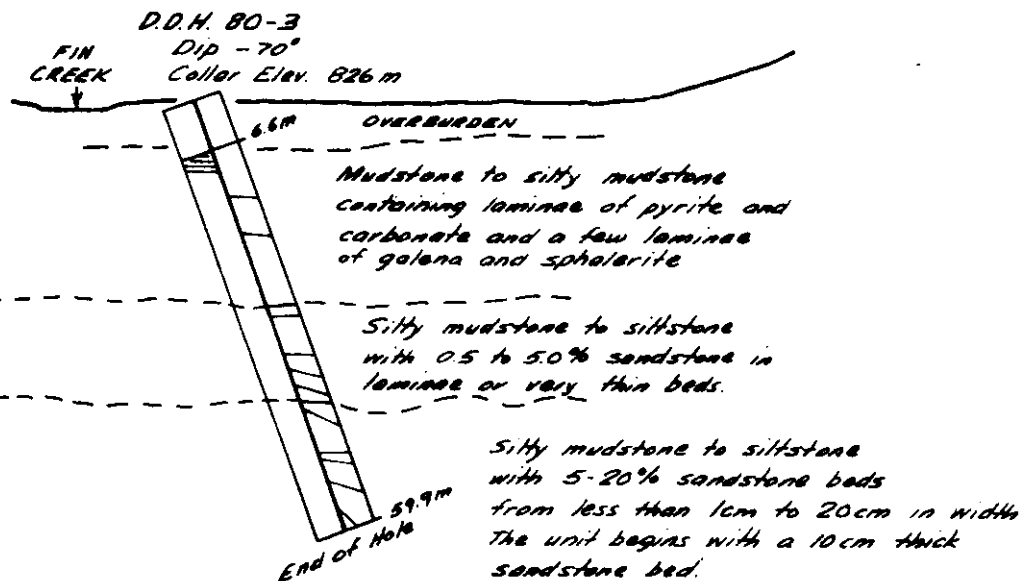 D.D.H. 80-3
Dip -70°
Collar Elev. 826m
FIN
CREEK
6.6m
OVERBURDEN
Mudstone to silty mudstone
containing laminae of pyrite and
carbonate and a few laminae
of galena and sphalerite
Silty mudstone to siltstone
with 0.5 to 5.0% sandstone in
laminae or very thin beds.
Silty mudstone to siltstone
with 5-20% sandstone beds
from less than 1cm to 20cm in width
The unit begins with a 10cm thick
sandstone bed.
59.9m
End of Hole